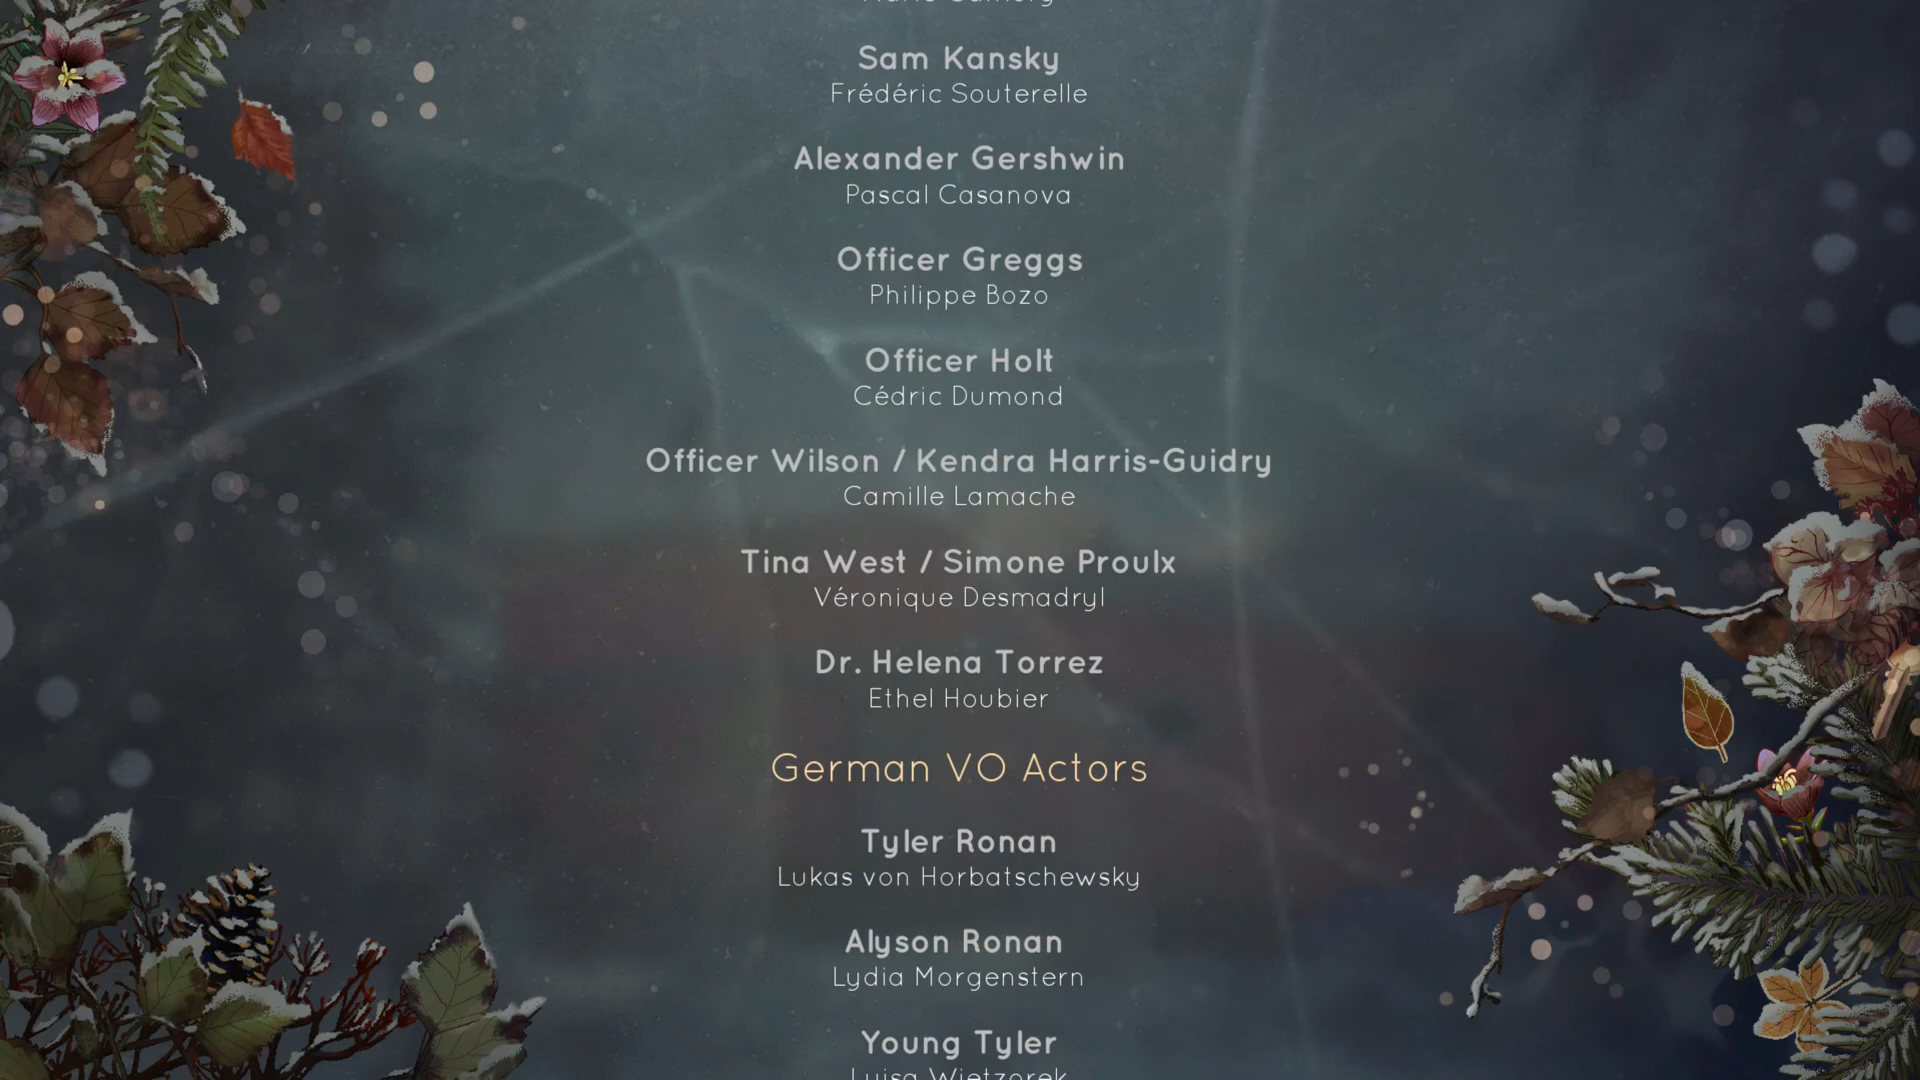 Sam Kansky
Frédéric Souterelle
Alexander Gershwin
Pascal Casanova
Officer Greggs
Philippe Bozo
Officer Holt
Cédric Dumond
Officer Wilson / Kendra Harris-Guidry
Camille Lamache
Tina West / Simone Proulx
Véronique Desmadryl
Dr. Helena Torrez
Ethel Houbier
German VO Actors
Tyler Ronan
Lukas von Horbatschewsky
Alyson Ronan
Lydia Morgenstern
Young Tyler
Luisa Wietzorek